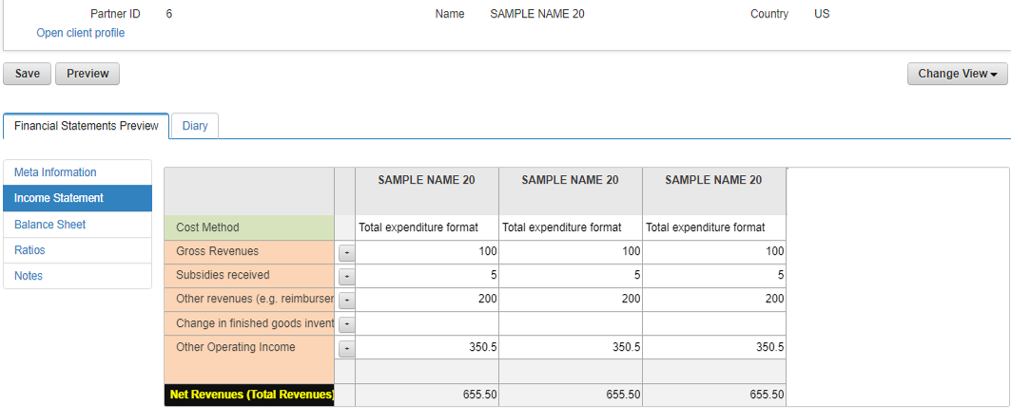 Partner ID 6 Name SAMPLE NAME 20 Country US
Open client profile
Save Preview Change View
Financial Statements Preview Diary
Meta Information
Income Statement
Balance Sheet
Ratios
Notes
SAMPLE NAME 20 SAMPLE NAME 20 SAMPLE NAME 20
Cost Method Total expenditure format Total expenditure format Total expenditure format
Gross Revenues - 100 100 100
Subsidies received - 5 5 5
Other revenues (e.g. reimburser - 200 200 200
Change in finished goods invent -
Other Operating Income - 350.5 350.5 350.5
Net Revenues (Total Revenues) 655.50 655.50 655.50